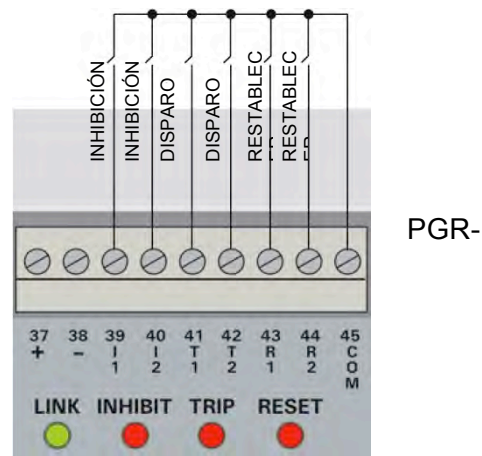 INHIBICIÓN
INHIBICIÓN
DISPARO
DISPARO
RESTABLEC
RESTABLEC
PGR-
37 38 39 40 41 42 43 44 45
+ - I 1 I 2 T 1 T 2 R 1 R 2 C O M
LINK INHIBIT TRIP RESET